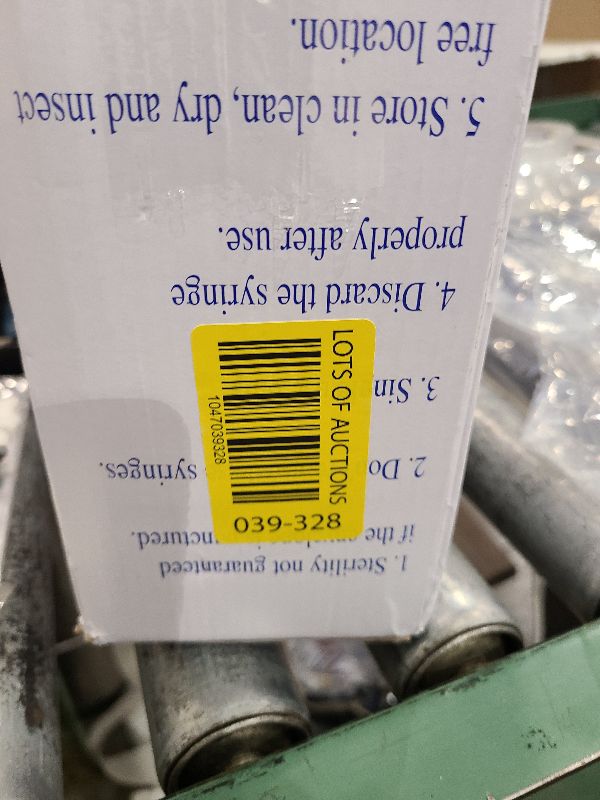 1. Sterility not guaranteed
if the
2. Do syringes.
3. Sin
4. Discard the syringe
properly after use.
5. Store in clean, dry and insect
free location.
LOTS OF AUCTIONS
1047039328
039-328